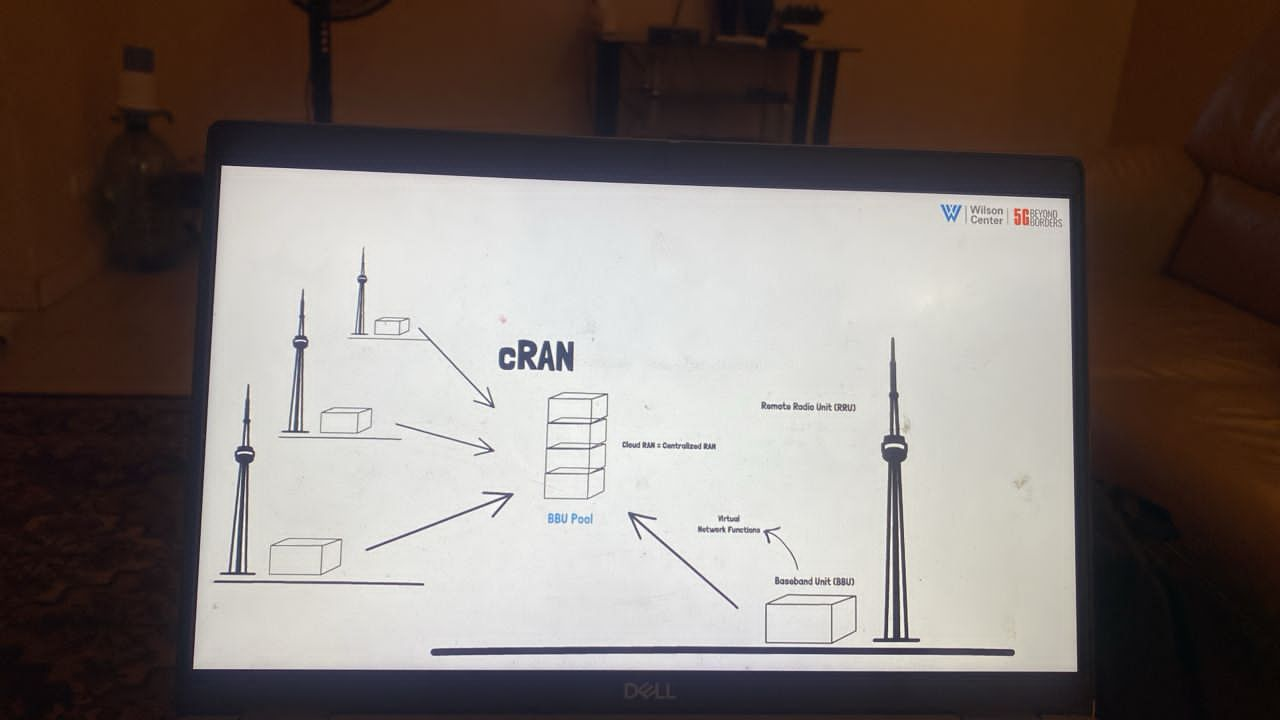 Wilson
Center
5G BEYOND
BORDERS
cRAN
Remote Radio Unit (RRU)
Cloud RAN = Centralized RAN
BBU Pool
Virtual
Network Functions
Baseband Unit (BBU)
DELL